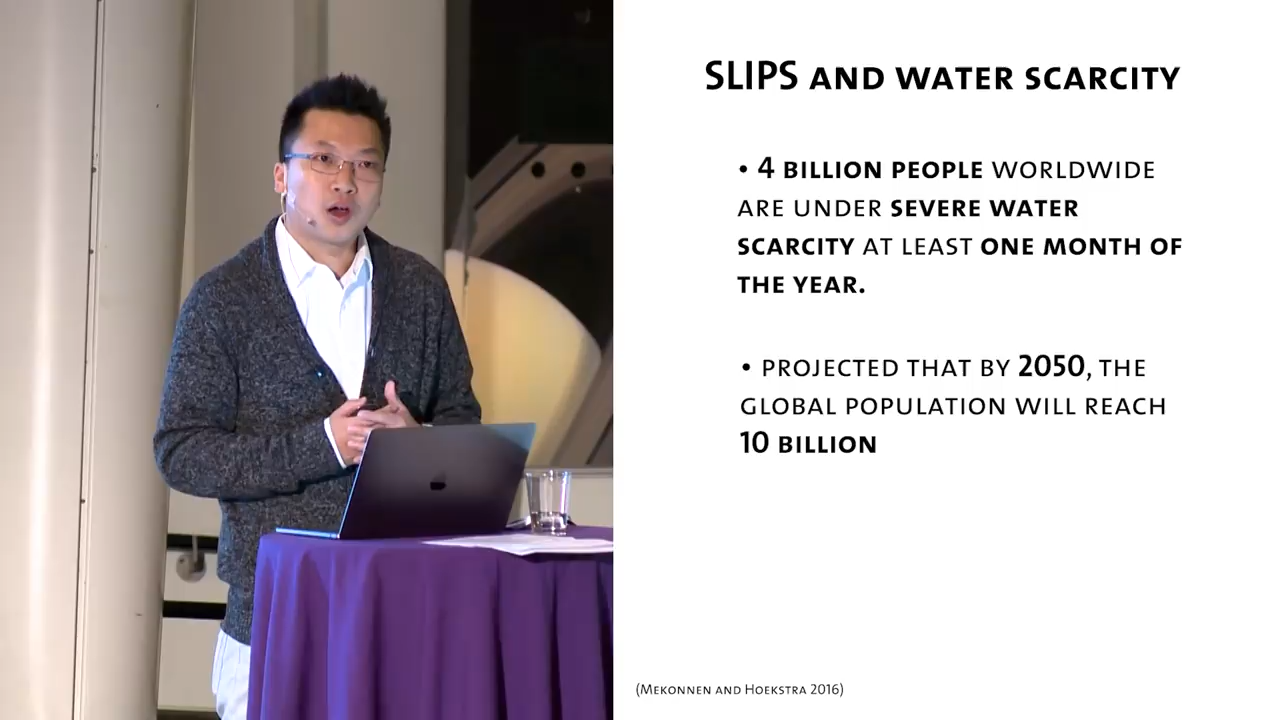 SLIPS AND WATER SCARCITY
• 4 BILLION PEOPLE WORLDWIDE
ARE UNDER SEVERE WATER
SCARCITY AT LEAST ONE MONTH OF
THE YEAR.
• PROJECTED THAT BY 2050, THE
GLOBAL POPULATION WILL REACH
10 BILLION
(MEKONNEN AND HOEKSTRA 2016)